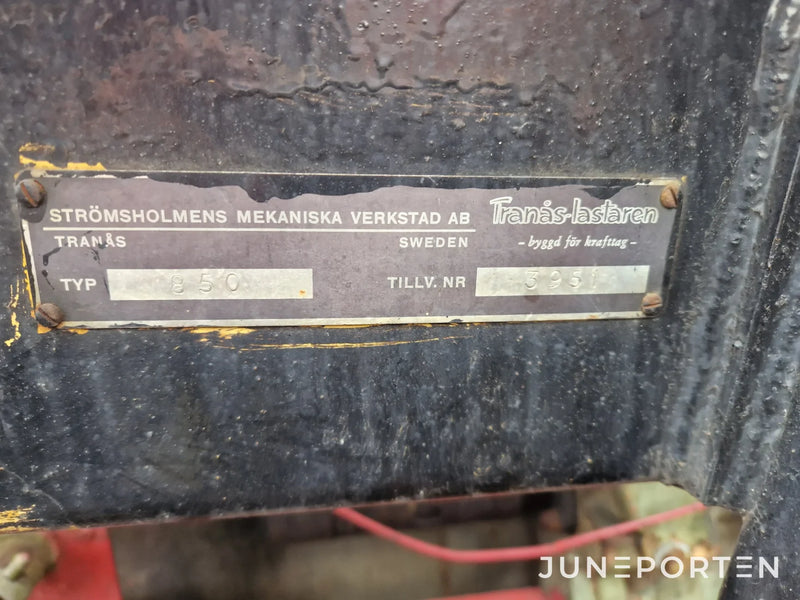 STRÖMSHOLMENS MEKANISKA VERKSTAD AB
Tranås-lastaren
TRANÅS SWEDEN
- byggd för krafttag -
TYP 850 TILLV. NR 3951
JUNEPORTEN